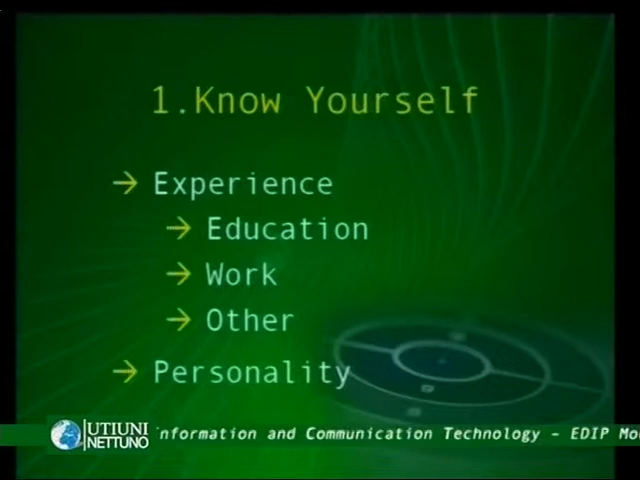 1.Know Yourself
→ Experience
→ Education
→ Work
→ Other
→ Personality
UTIUNI
NETTUNO
nformation and Communication Technology - EDIP Mo